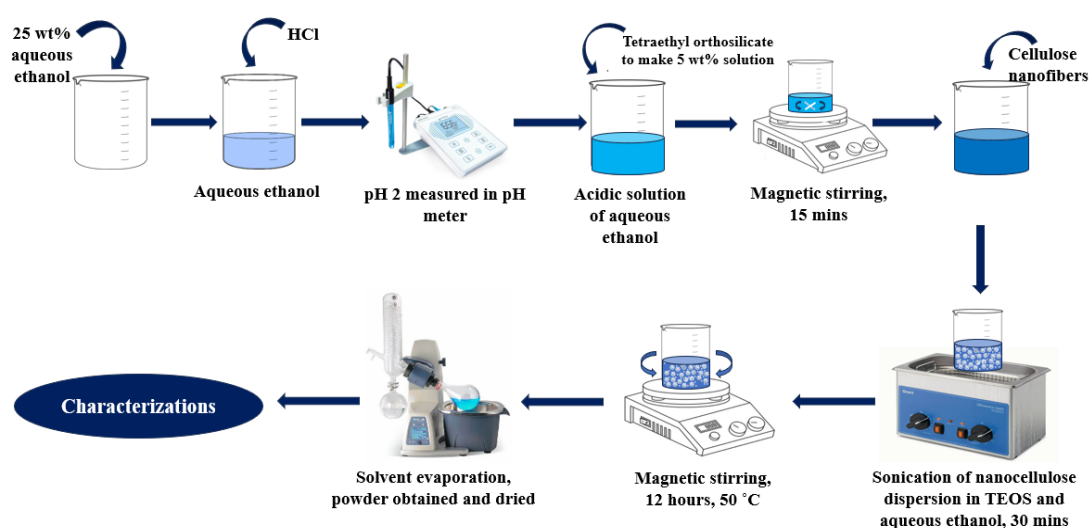 25 wt%
aqueous
ethanol
HCl
Aqueous ethanol
pH 2 measured in pH
meter
Tetraethyl orthosilicate
to make 5 wt% solution
Acidic solution
of aqueous
ethanol
Magnetic stirring,
15 mins
Cellulose
nanofibers
Sonication of nanocellulose
dispersion in TEOS and
aqueous ethanol, 30 mins
Magnetic stirring,
12 hours, 50 ˚C
Solvent evaporation,
powder obtained and dried
Characterizations